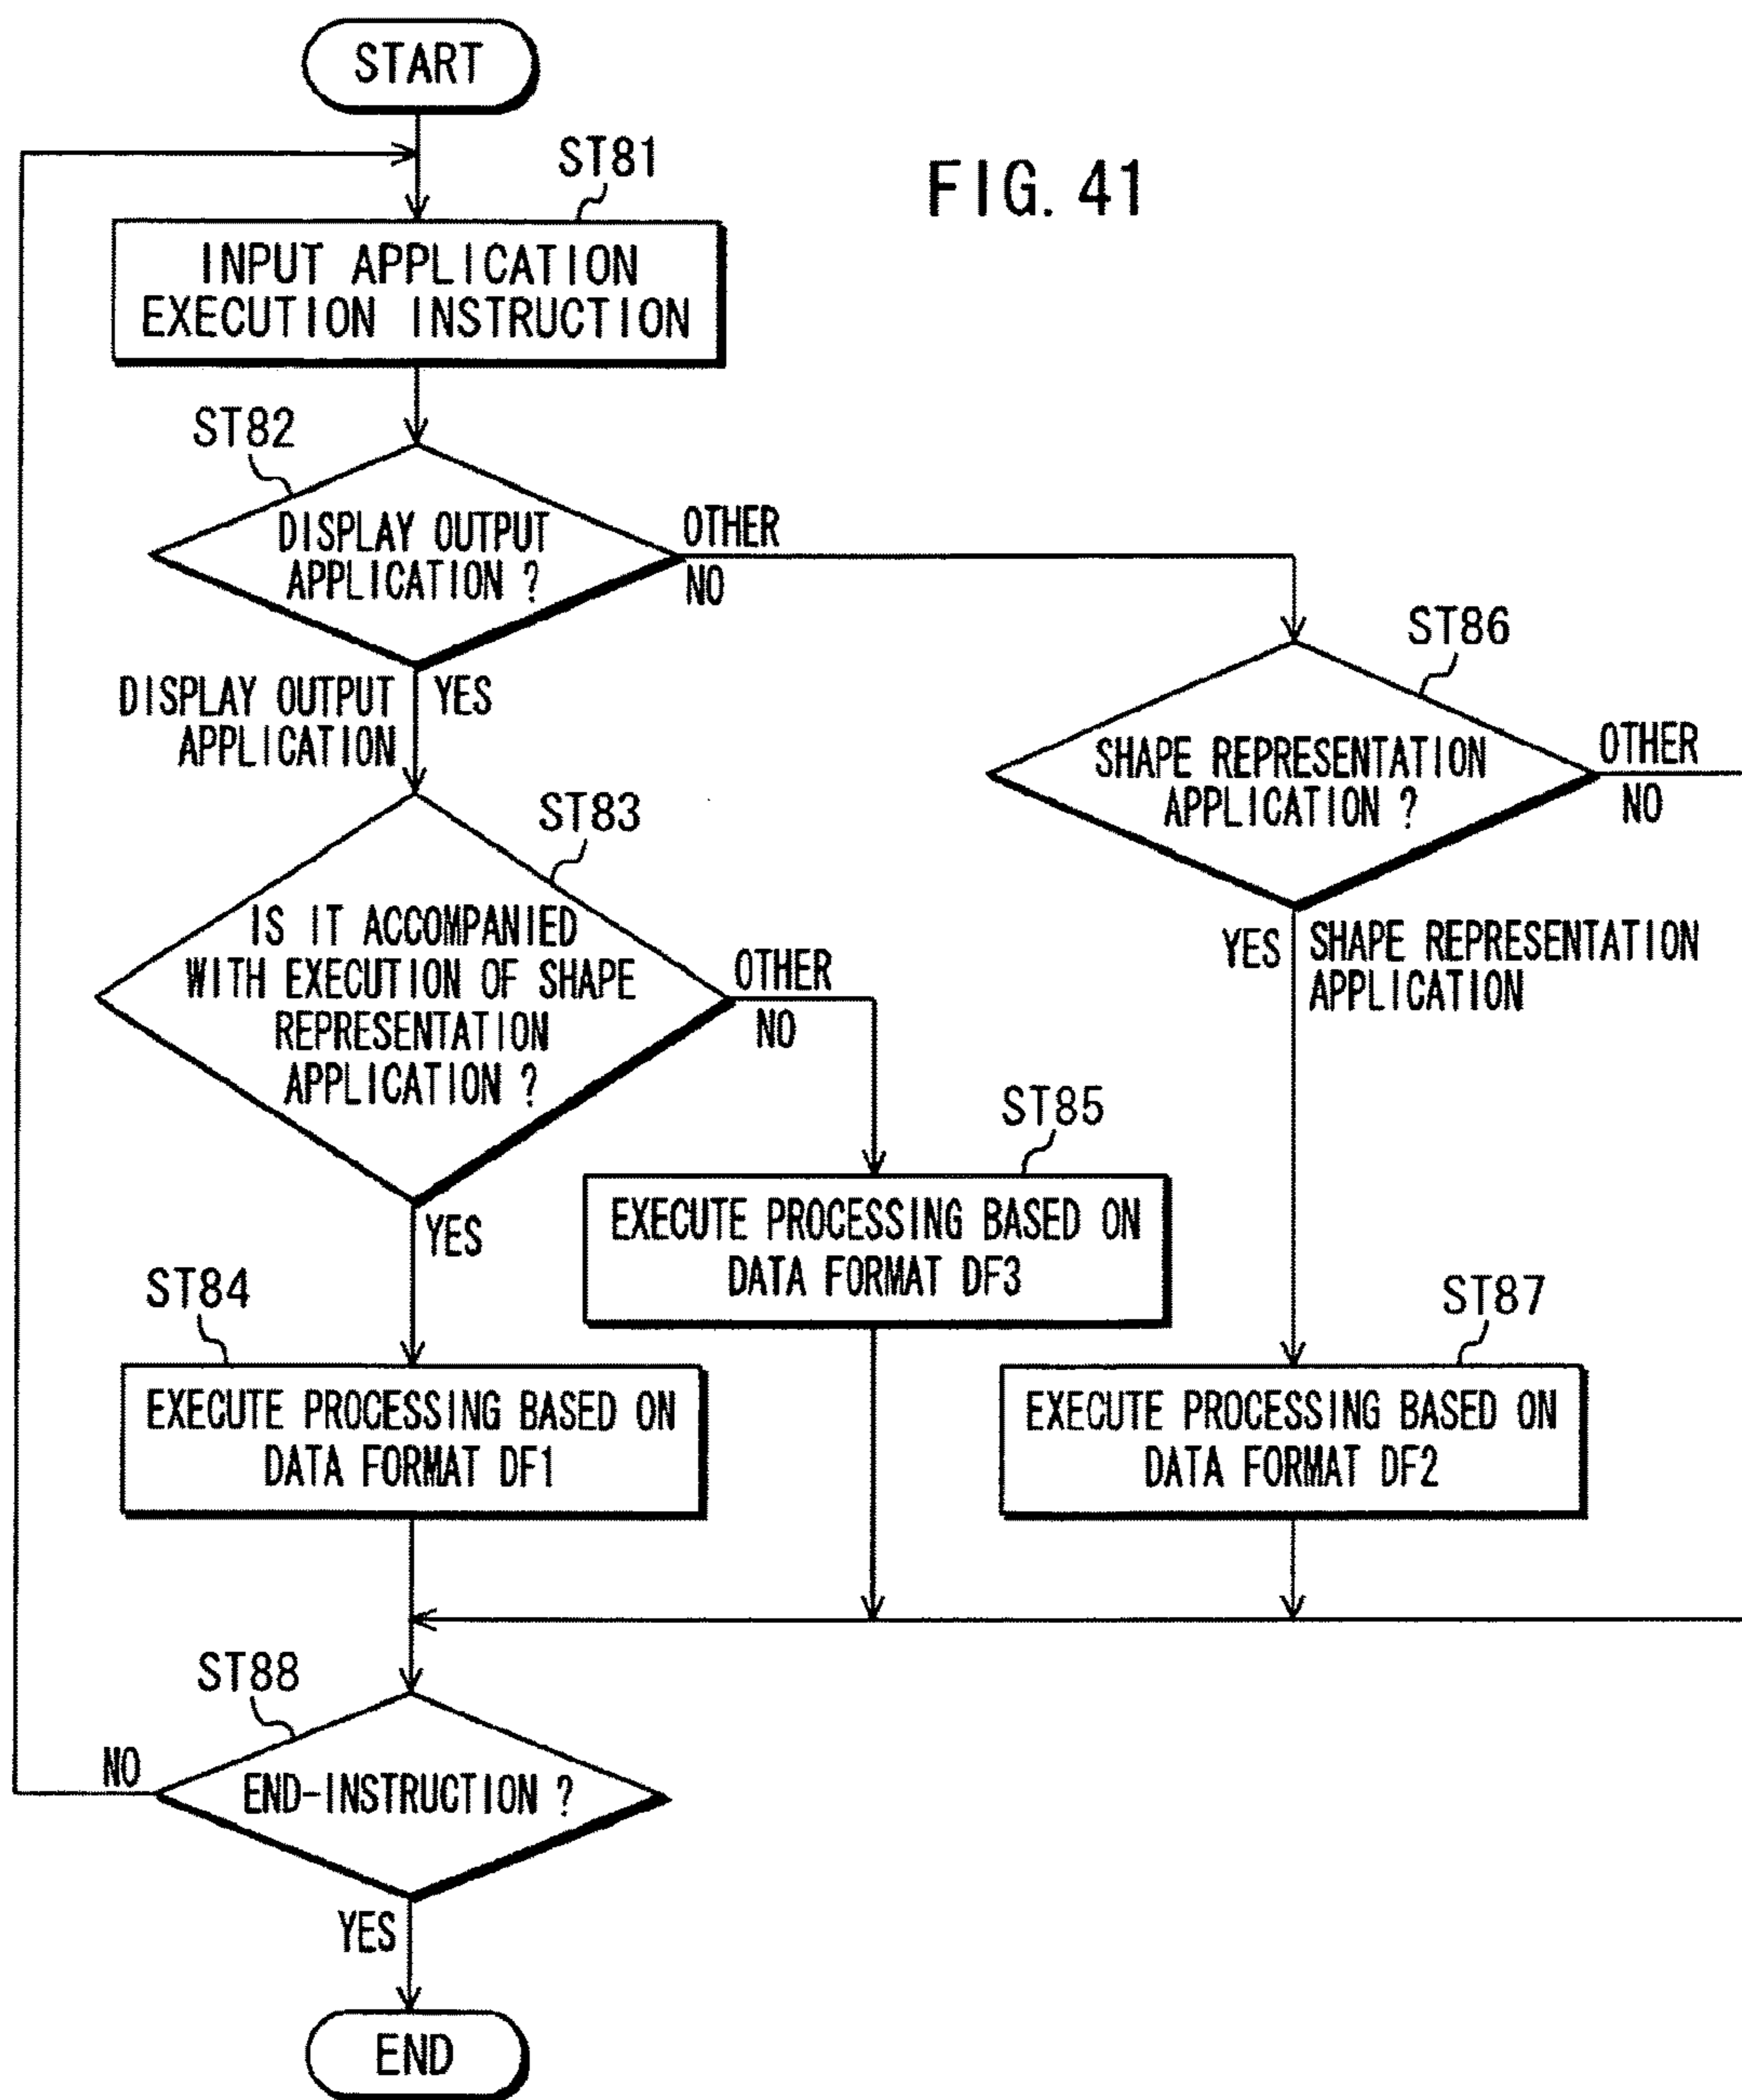 START
FIG. 41
ST81
INPUT APPLICATION
EXECUTION INSTRUCTION
ST82
DISPLAY OUTPUT
APPLICATION ?
OTHER
NO
DISPLAY OUTPUT
APPLICATION
YES
ST86
SHAPE REPRESENTATION
APPLICATION ?
OTHER
NO
YES
SHAPE REPRESENTATION
APPLICATION
ST83
IS IT ACCOMPANIED
WITH EXECUTION OF SHAPE
REPRESENTATION
APPLICATION ?
OTHER
NO
YES
ST85
EXECUTE PROCESSING BASED ON
DATA FORMAT DF3
ST84
EXECUTE PROCESSING BASED ON
DATA FORMAT DF1
ST87
EXECUTE PROCESSING BASED ON
DATA FORMAT DF2
ST88
END-INSTRUCTION ?
NO
YES
END